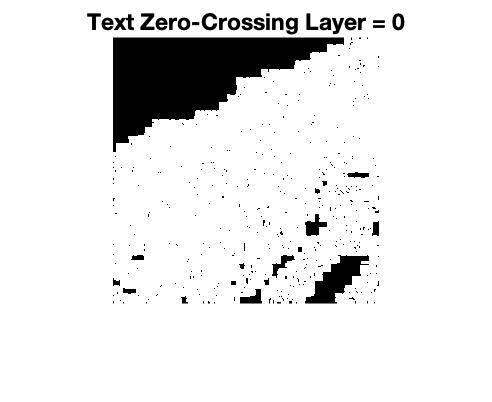 Text Zero-Crossing Layer = 0